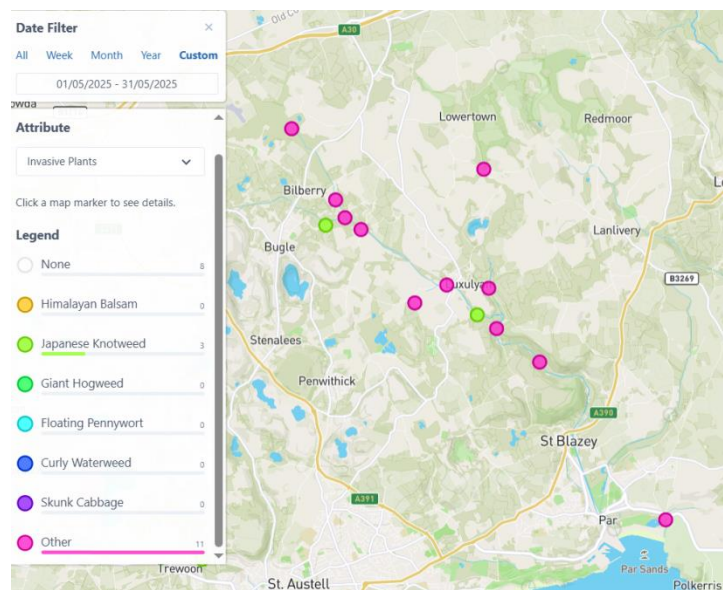 Date Filter ×
All Week Month Year Custom
01/05/2025 - 31/05/2025
Attribute
Invasive Plants
Click a map marker to see details.
Legend
None 8
Himalayan Balsam 0
Japanese Knotweed 3
Giant Hogweed 0
Floating Pennywort 0
Curly Waterweed 0
Skunk Cabbage 0
Other 11
A30
Lowertown
Redmoor
Bilberry
Lanlivery
Bugle
B3269
Stenalees
Penwithick
A390
St Blazey
A391
Par
Par Sands
Trewoon
St. Austell
Polkerris